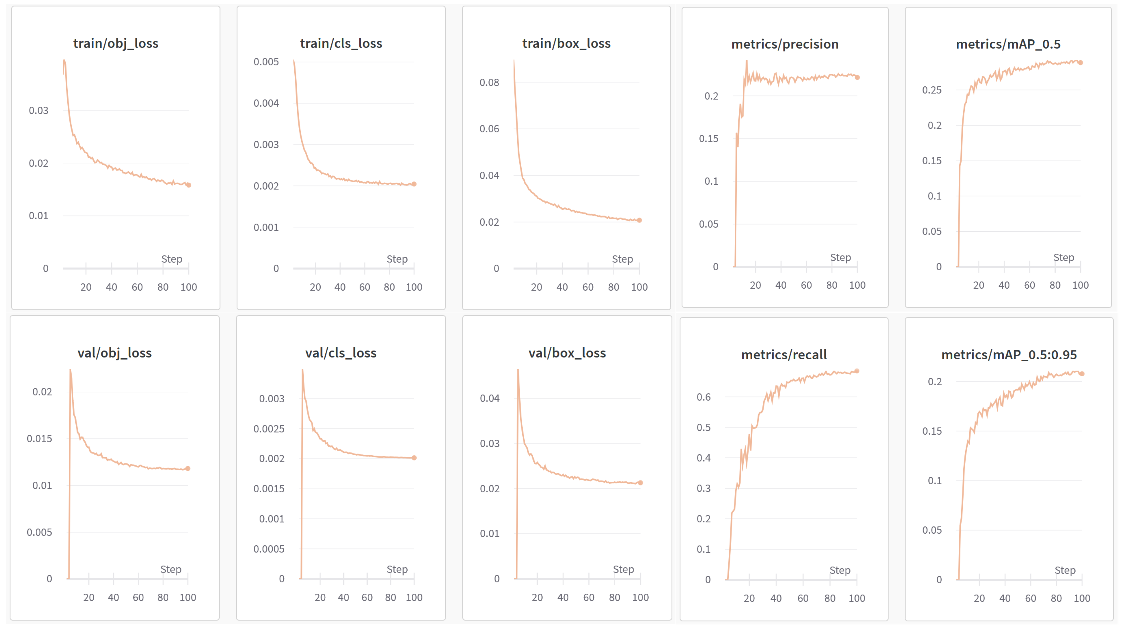 train/obj_loss
0.03
0.02
0.01
0
Step
20 40 60 80 100
train/cls_loss
0.005
0.004
0.003
0.002
0.001
0
Step
20 40 60 80 100
train/box_loss
0.08
0.06
0.04
0.02
0
Step
20 40 60 80 100
metrics/precision
0.2
0.15
0.1
0.05
0
Step
20 40 60 80 100
metrics/mAP_0.5
0.25
0.2
0.15
0.1
0.05
0
Step
20 40 60 80 100
val/obj_loss
0.02
0.015
0.01
0.005
0
Step
20 40 60 80 100
val/cls_loss
0.003
0.0025
0.002
0.0015
0.001
0.0005
0
Step
20 40 60 80 100
val/box_loss
0.04
0.03
0.02
0.01
0
Step
20 40 60 80 100
metrics/recall
0.6
0.5
0.4
0.3
0.2
0.1
0
Step
20 40 60 80 100
metrics/mAP_0.5:0.95
0.2
0.15
0.1
0.05
0
Step
20 40 60 80 100